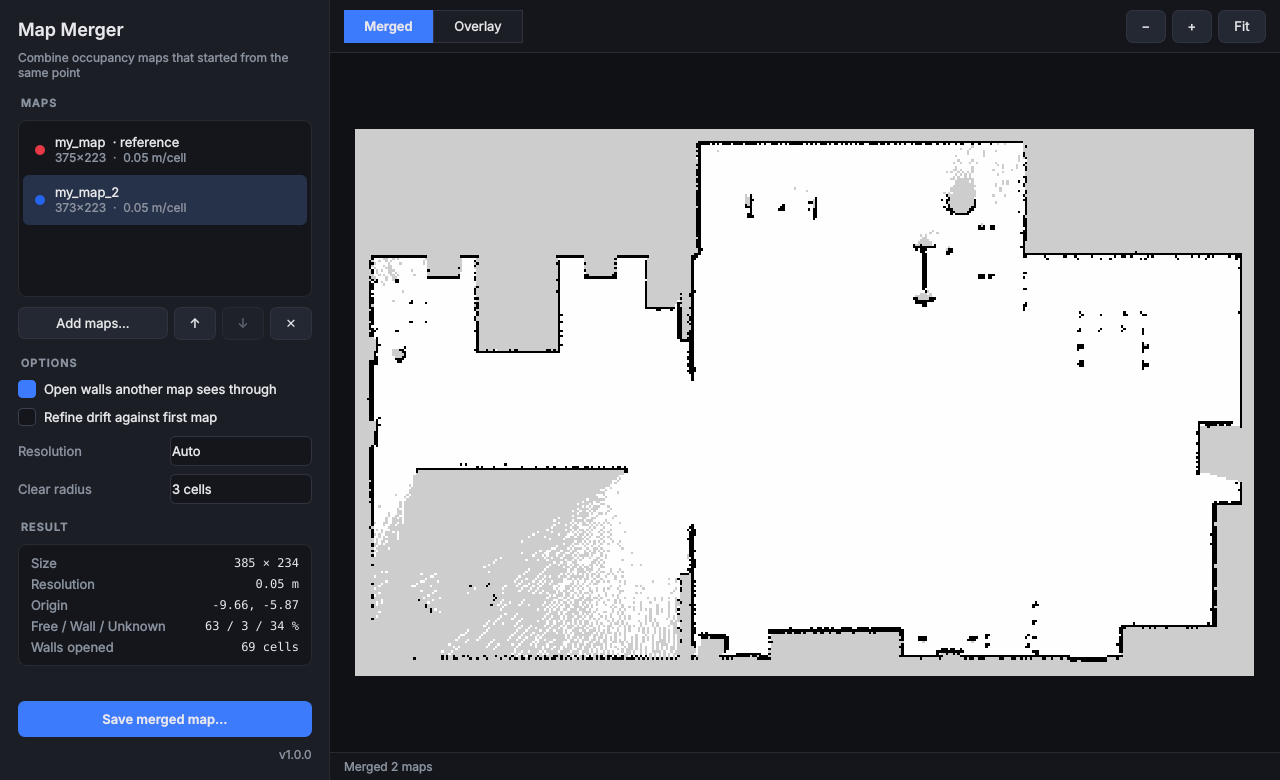 Map Merger
Combine occupancy maps that started from the
same point
MAPS
my_map · reference
375×223 · 0.05 m/cell
my_map_2
373×223 · 0.05 m/cell
Add maps...
↑
↓
×
OPTIONS
Open walls another map sees through
Refine drift against first map
Resolution Auto
Clear radius 3 cells
RESULT
Size 385 × 234
Resolution 0.05 m
Origin -9.66, -5.87
Free / Wall / Unknown 63 / 3 / 34 %
Walls opened 69 cells
Save merged map...
v1.0.0
Merged Overlay
− + Fit
Merged 2 maps